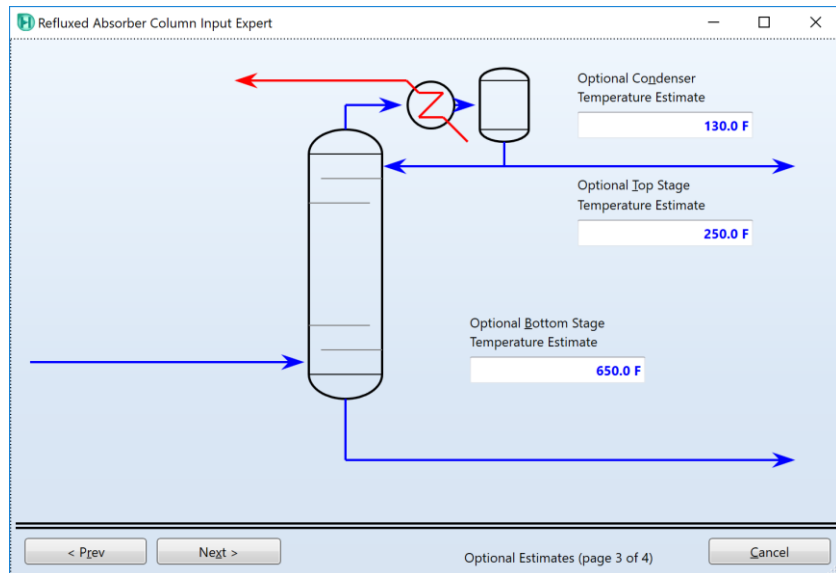 Refluxed Absorber Column Input Expert
Optional Condenser
Temperature Estimate
130.0 F
Optional Top Stage
Temperature Estimate
250.0 F
Optional Bottom Stage
Temperature Estimate
650.0 F
< Prev
Next >
Optional Estimates (page 3 of 4)
Cancel